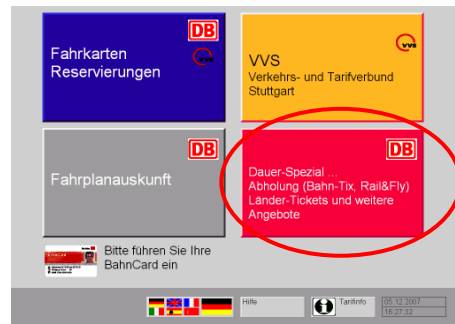 DB
Fahrkarten
Reservierungen
VVS
VVS
VVS
Verkehrs- und Tarifverbund
Stuttgart
DB
Fahrplanauskunft
DB
Dauer-Spezial ...
Abholung (Bahn-Tix, Rail&Fly)
Länder-Tickets und weitere
Angebote
Bitte führen Sie Ihre
BahnCard ein
Hilfe
Tarifinfo
05.12.2007
16:27:32